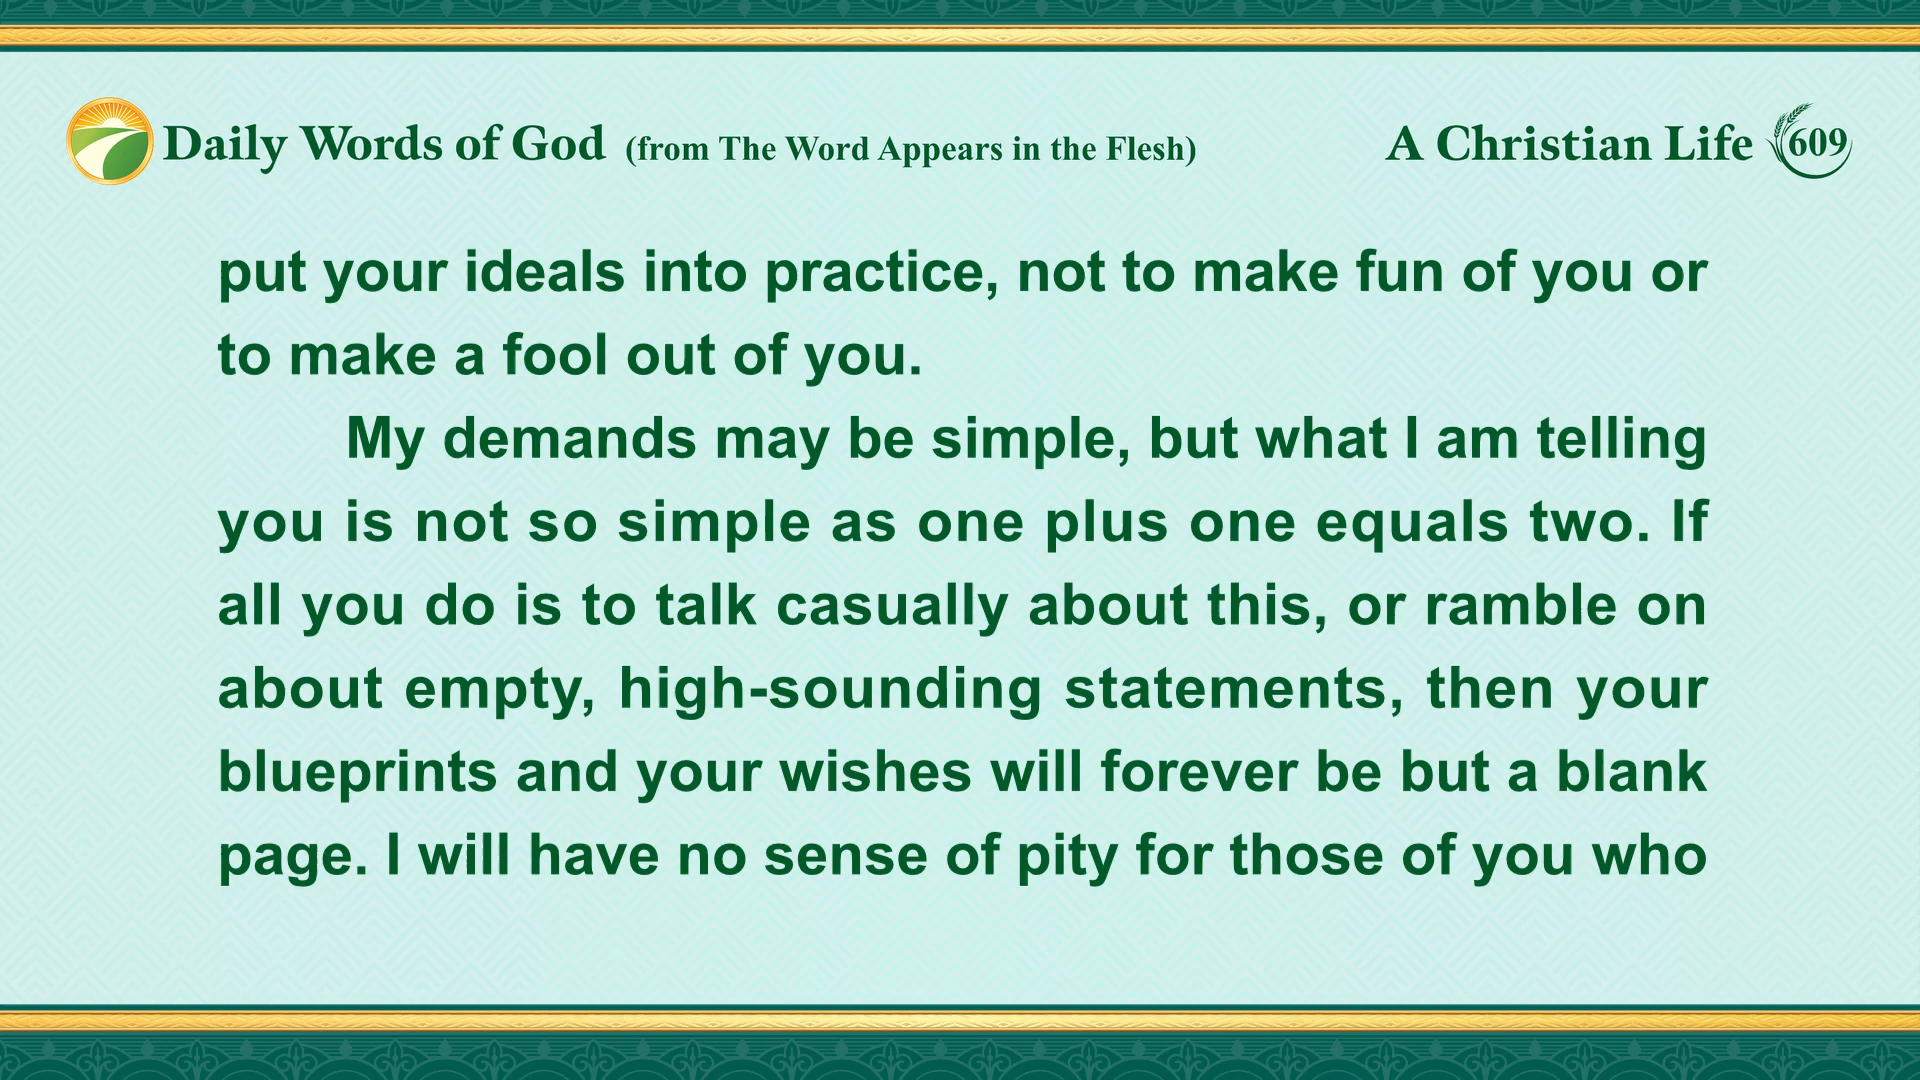 Daily Words of God (from The Word Appears in the Flesh) A Christian Life 609
put your ideals into practice, not to make fun of you or
to make a fool out of you.
My demands may be simple, but what I am telling
you is not so simple as one plus one equals two. If
all you do is to talk casually about this, or ramble on
about empty, high-sounding statements, then your
blueprints and your wishes will forever be but a blank
page. I will have no sense of pity for those of you who